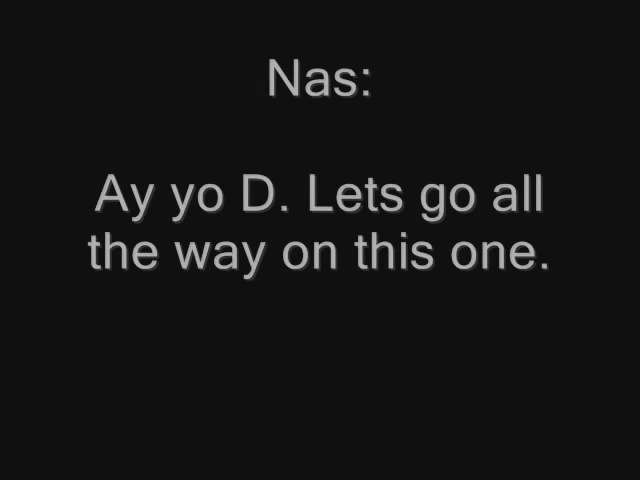 Nas:
Ay yo D. Lets go all
the way on this one.